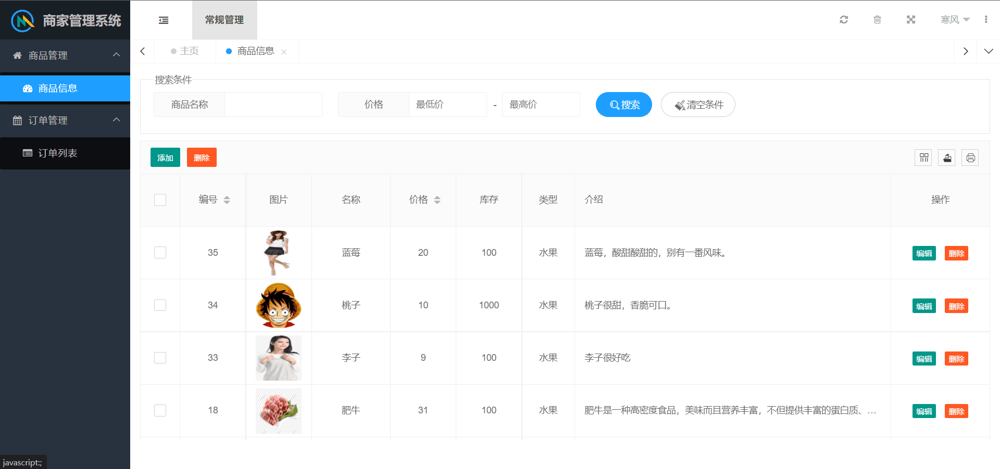 商家管理系统
常规管理
寒风
商品管理
主页
商品信息
商品信息
订单管理
订单列表
搜索条件
商品名称
价格
最低价
-
最高价
搜索
清空条件
添加
删除
编号
图片
名称
价格
库存
类型
介绍
操作
35
蓝莓
20
100
水果
蓝莓，酸甜酸甜的，别有一番风味。
编辑
删除
34
桃子
10
1000
水果
桃子很甜，香脆可口。
编辑
删除
33
李子
9
100
水果
李子很好吃
编辑
删除
18
肥牛
31
100
水果
肥牛是一种高密度食品，美味而且营养丰富，不但提供丰富的蛋白质、…
编辑
删除
javascript:;